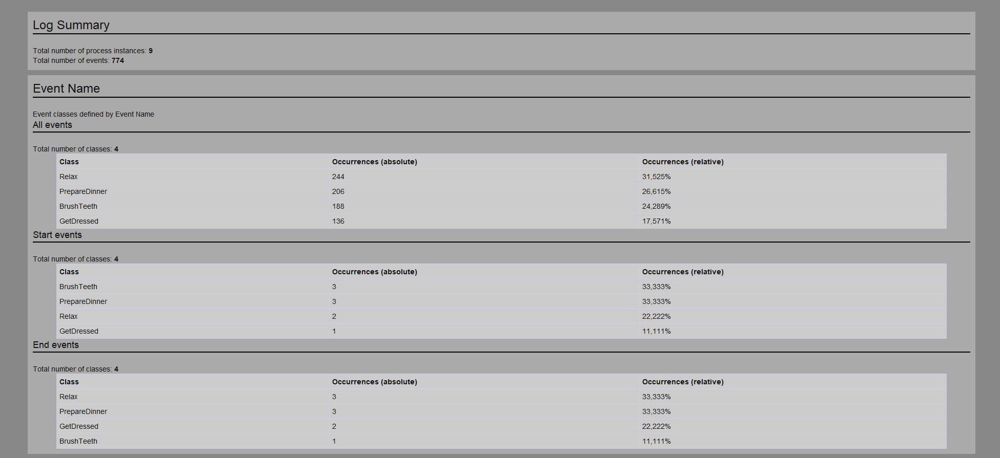 Log Summary
Total number of process instances: 9
Total number of events: 774
Event Name
Event classes defined by Event Name
All events
Total number of classes: 4
Class Occurrences (absolute) Occurrences (relative)
Relax 244 31,525%
PrepareDinner 206 26,615%
BrushTeeth 188 24,289%
GetDressed 136 17,571%
Start events
Total number of classes: 4
Class Occurrences (absolute) Occurrences (relative)
BrushTeeth 3 33,333%
PrepareDinner 3 33,333%
Relax 2 22,222%
GetDressed 1 11,111%
End events
Total number of classes: 4
Class Occurrences (absolute) Occurrences (relative)
Relax 3 33,333%
PrepareDinner 3 33,333%
GetDressed 2 22,222%
BrushTeeth 1 11,111%